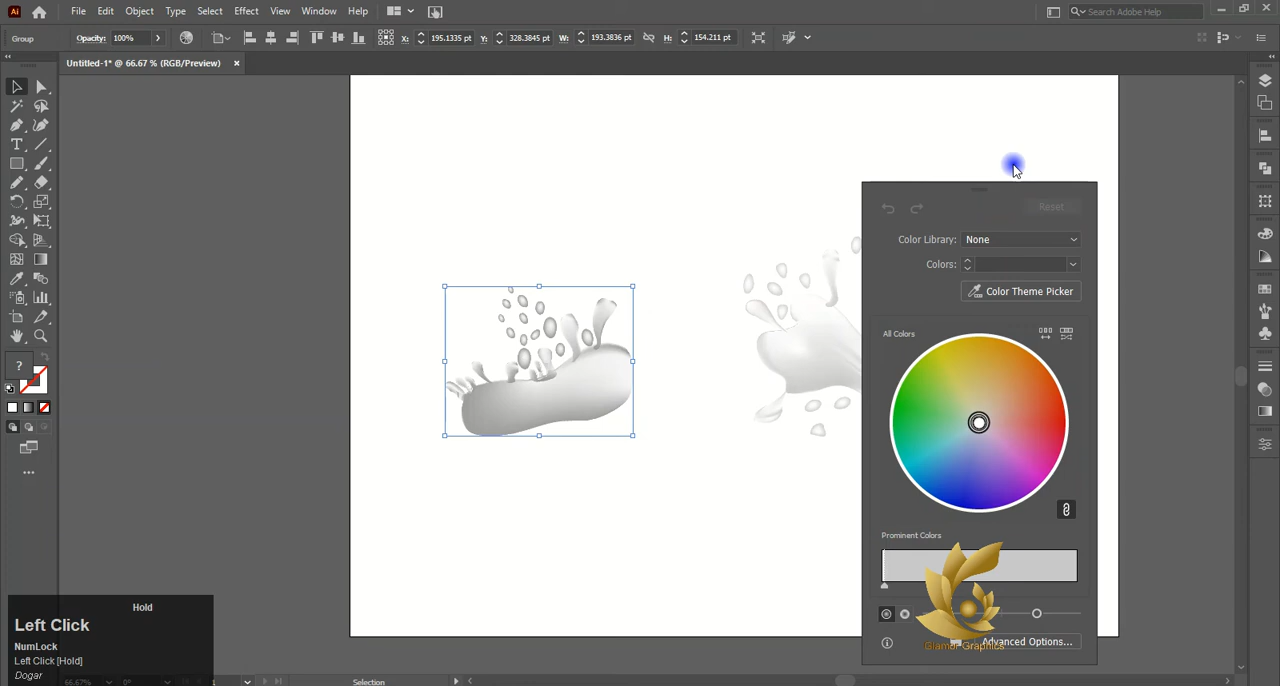 Ai File Edit Object Type Select Effect View Window Help Search Adobe Help
Group Opacity: 100% X: 195.1335 pt Y: 328.3845 pt W: 193.3836 pt H: 154.211 pt
Untitled-1* @ 66.67 % (RGB/Preview) ×
Reset
Color Library: None
Colors:
Color Theme Picker
All Colors
Prominent Colors
Advanced Options...
Glamor Graphics
Hold
Left Click
NumLock
Left Click [Hold]
Dogar
66.67% 0° 1 Selection